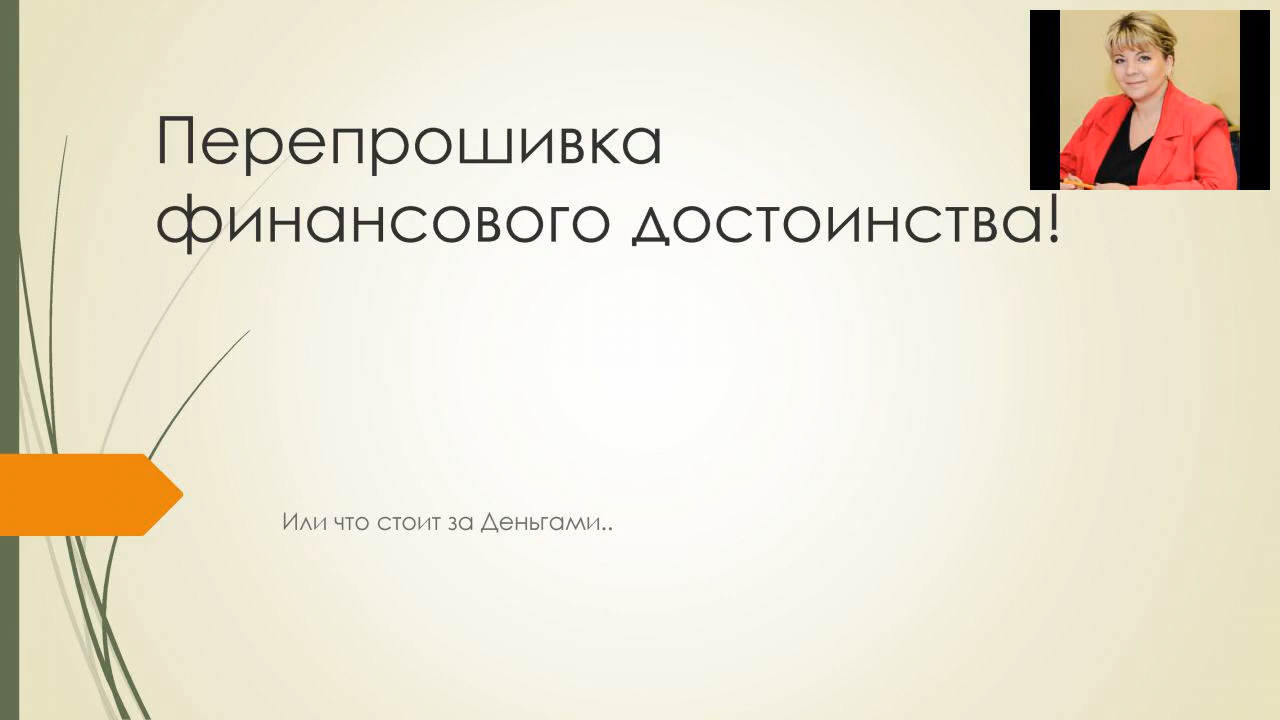 Перепрошивка
финансового достоинства!
Или что стоит за Деньгами..